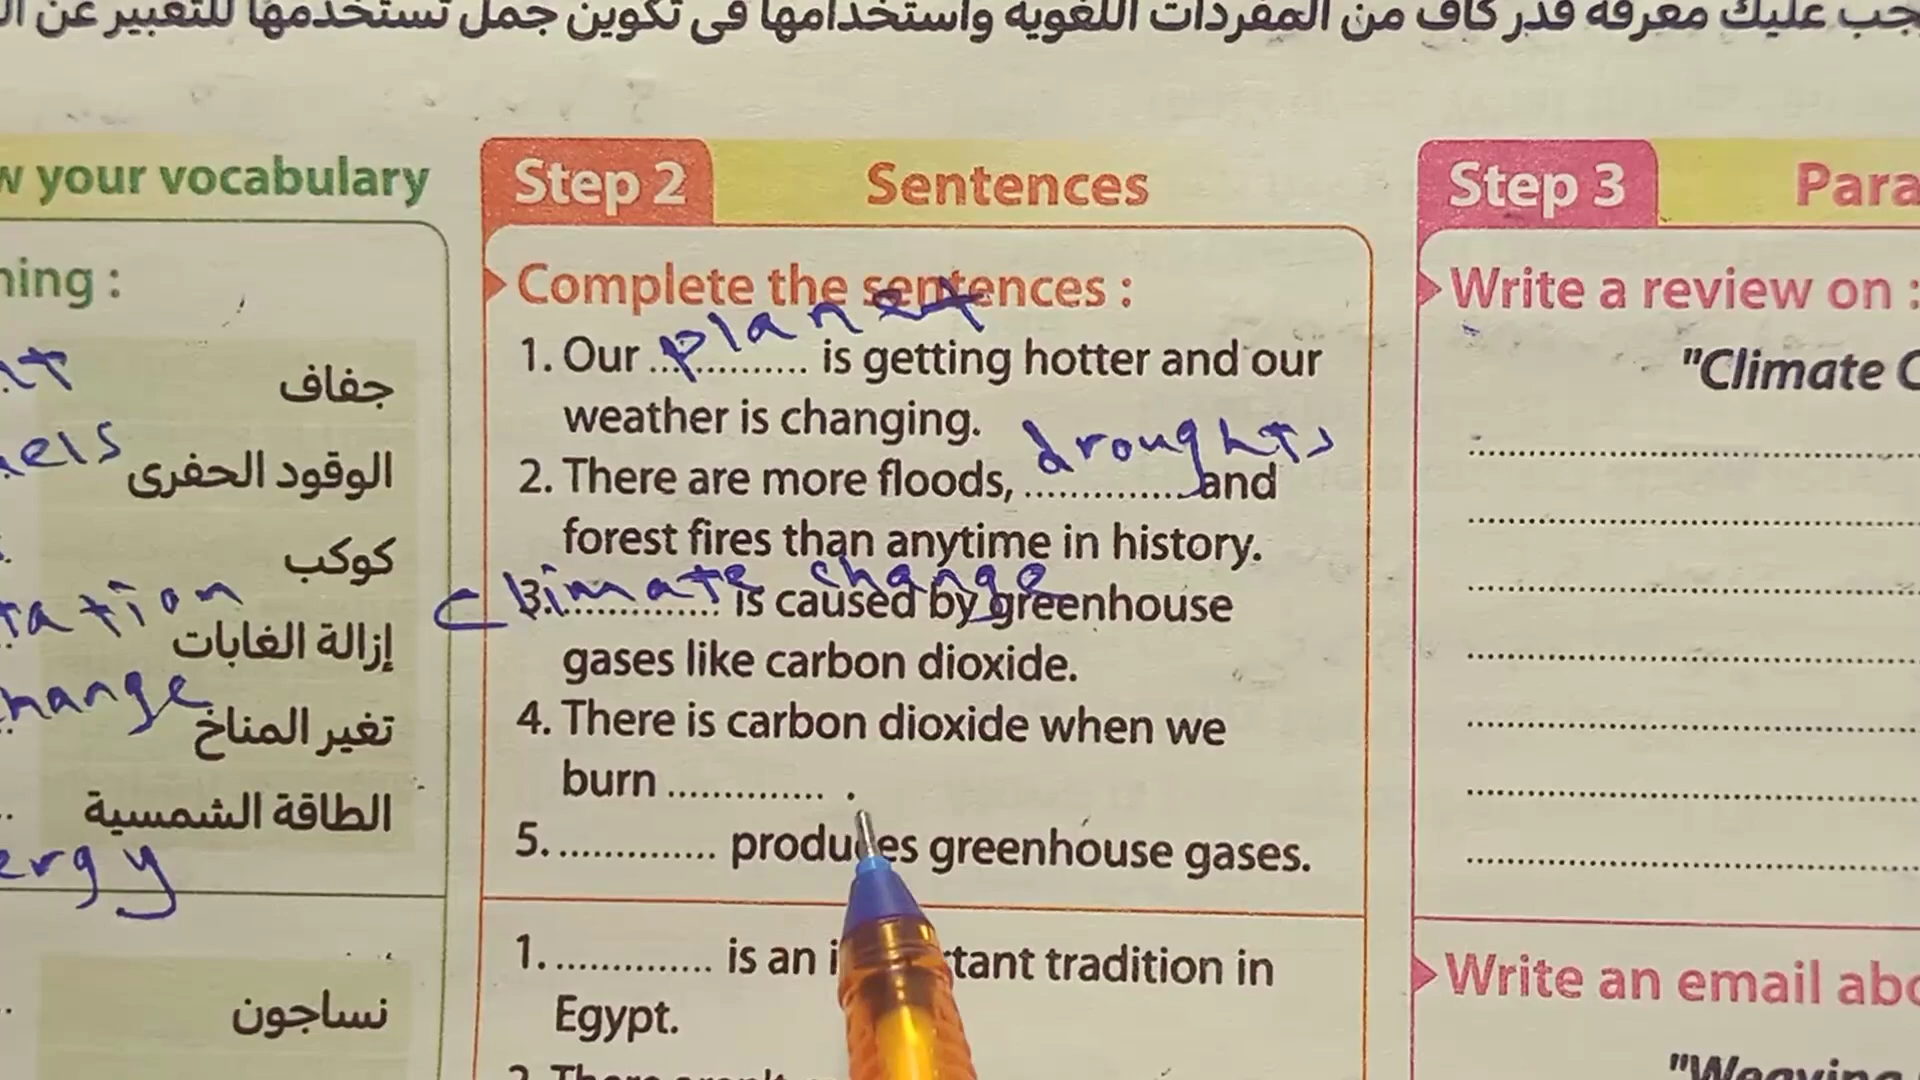 يجب عليك معرفة قدر كاف من المفردات اللغوية واستخدامها فى تكوين جمل تستخدمها للتعبير عن
your vocabulary
جفاف
الوقود الحفرى
كوكب
إزالة الغابات
تغير المناخ
الطاقة الشمسية
نساجون
Step 2 Sentences
Complete the sentences :
1. Our planet is getting hotter and our
weather is changing.
2. There are more floods, droughts and
forest fires than anytime in history.
3. climate change is caused by greenhouse
gases like carbon dioxide.
4. There is carbon dioxide when we
burn .............. .
5. .............. produces greenhouse gases.
1. .............. is an important tradition in
Egypt.
Step 3
Write a review on :
"Climate
Write an email
"Weaving